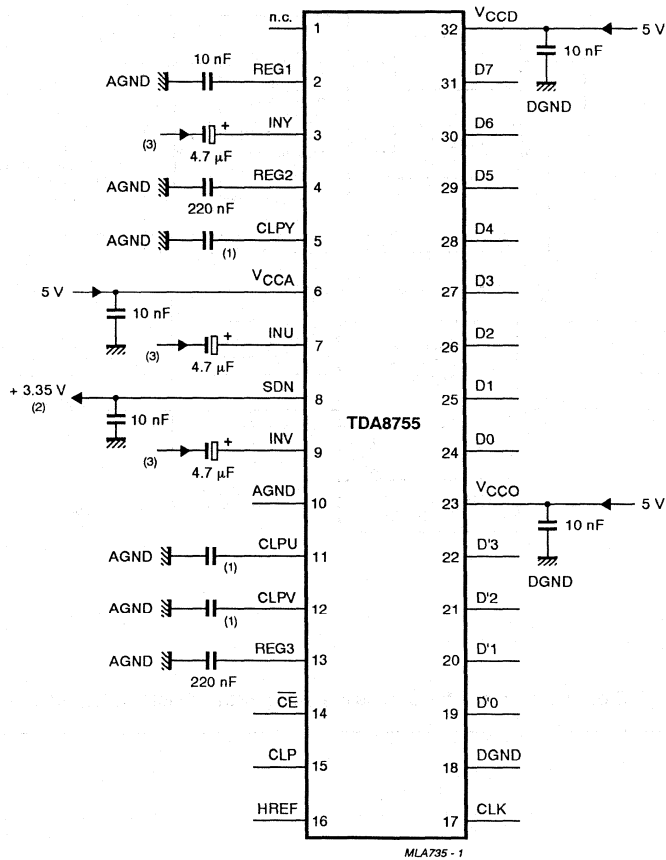 n.c. 1
32 VCCD 5 V
10 nF
DGND
10 nF
AGND REG1 2
31 D7
(3) + INY 3
4.7 µF
30 D6
AGND REG2 4
220 nF
29 D5
AGND CLPY 5
(1)
28 D4
5 V VCCA 6
10 nF
27 D3
(3) + INU 7
4.7 µF
26 D2
+ 3.35 V SDN 8
(2)
10 nF
25 D1
TDA8755
(3) + INV 9
4.7 µF
24 D0
AGND 10
23 VCCO 5 V
10 nF
DGND
AGND CLPU 11
(1)
22 D'3
AGND CLPV 12
(1)
21 D'2
AGND REG3 13
220 nF
20 D'1
C̅E̅ 14
19 D'0
CLP 15
18 DGND
HREF 16
17 CLK
MLA735 - 1